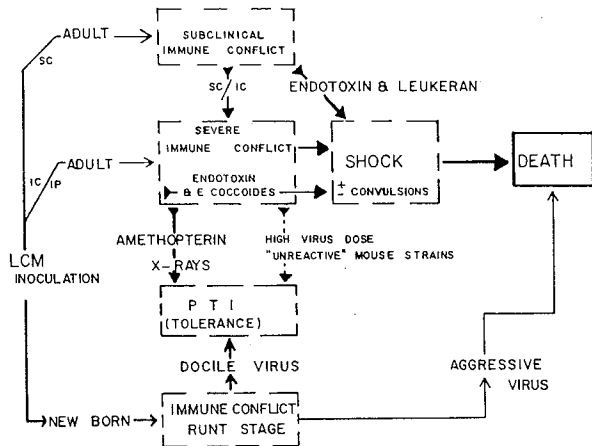 ADULT
SC
SUBCLINICAL
IMMUNE CONFLICT
SC / IC
ENDOTOXIN & LEUKERAN
ADULT
IC / IP
SEVERE
IMMUNE CONFLICT
ENDOTOXIN
& E COCCOIDES
SHOCK
± CONVULSIONS
DEATH
AMETHOPTERIN
X-RAYS
HIGH VIRUS DOSE
"UNREACTIVE" MOUSE STRAINS
LCM
INOCULATION
P T I
(TOLERANCE)
DOCILE VIRUS
AGGRESSIVE
VIRUS
NEW BORN
IMMUNE CONFLICT
RUNT STAGE